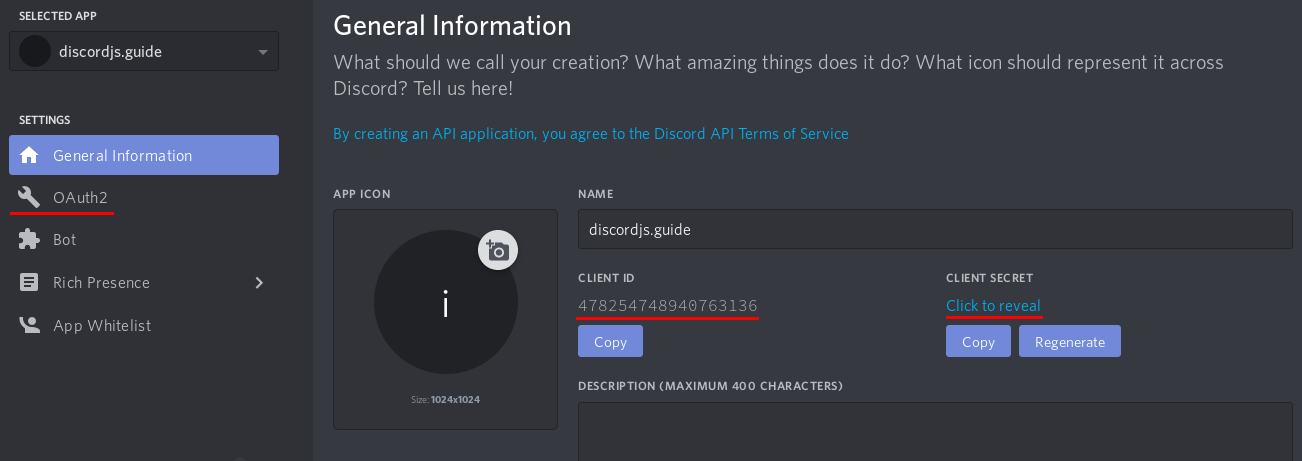 SELECTED APP
discordjs.guide
SETTINGS
General Information
OAuth2
Bot
Rich Presence
App Whitelist
General Information
What should we call your creation? What amazing things does it do? What icon should represent it across
Discord? Tell us here!
By creating an API application, you agree to the Discord API Terms of Service
APP ICON
i
Size: 1024x1024
NAME
discordjs.guide
CLIENT ID
478254748940763136
Copy
CLIENT SECRET
Click to reveal
Copy
Regenerate
DESCRIPTION (MAXIMUM 400 CHARACTERS)